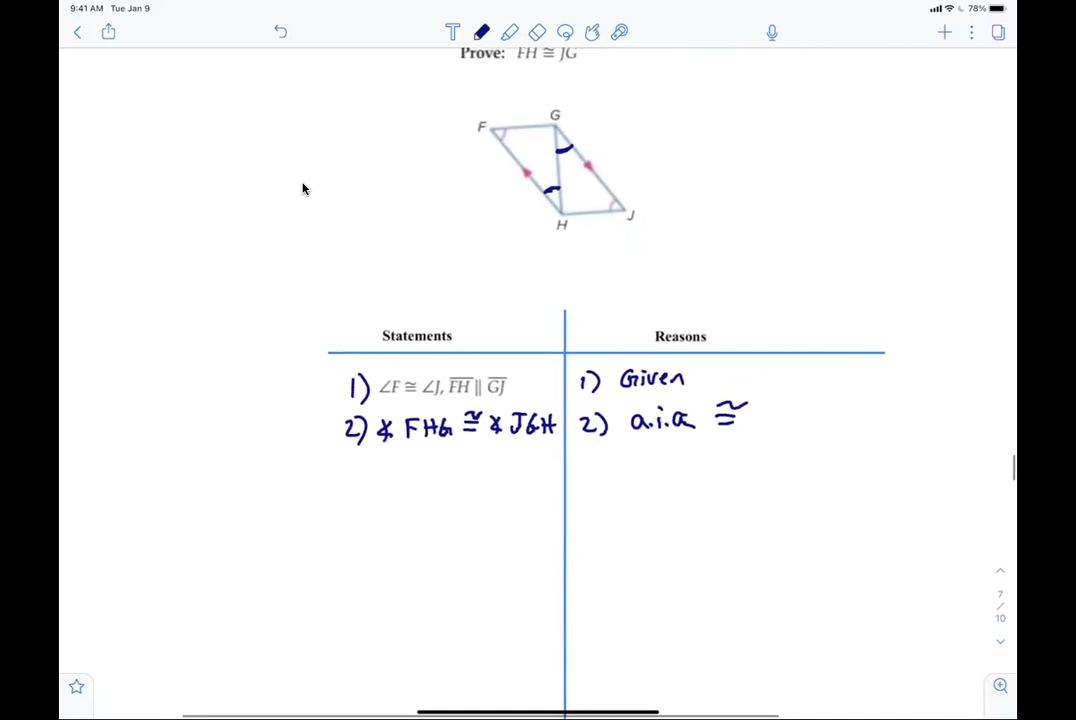 9:41 AM Tue Jan 9
78%
T
Prove: FH ≅ JG
G
F
J
H
Statements
Reasons
1) ∠F ≅ ∠J, FH ∥ GJ
1) Given
2) ∡ FHG ≅ ∡ JGH
2) a.i.a ≅
7
/
10